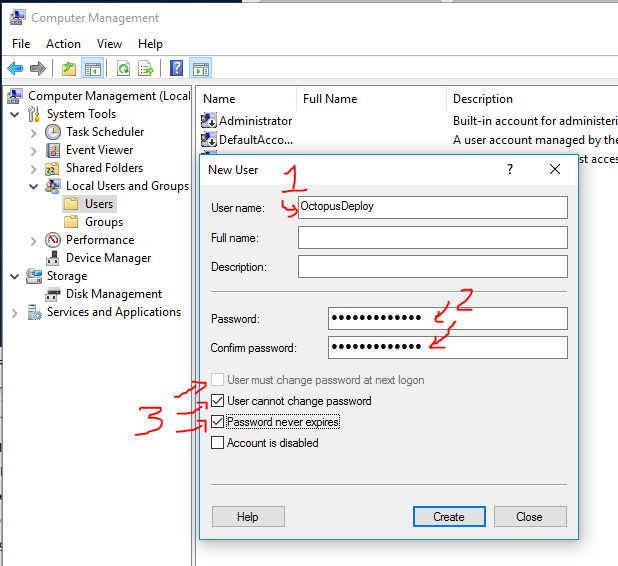 Computer Management
File Action View Help
Computer Management (Local
System Tools
Task Scheduler
Event Viewer
Shared Folders
Local Users and Groups
Users
Groups
Performance
Device Manager
Storage
Disk Management
Services and Applications
Name Full Name Description
Administrator Built-in account for administeri
DefaultAcco... A user account managed by the
st acces
New User ?
1
User name: OctopusDeploy
Full name:
Description:
2
Password: •••••••••••••
Confirm password: •••••••••••••
User must change password at next logon
3
User cannot change password
Password never expires
Account is disabled
Help Create Close